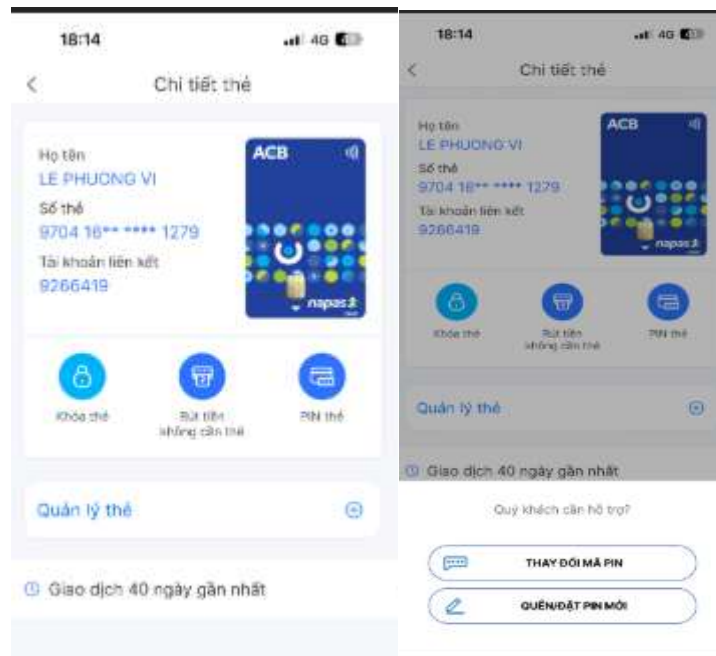 18:14
4G
Chi tiết thẻ
Họ tên
LE PHUONG VI
Số thẻ
9704 16** **** 1279
Tài khoản liên kết
9266419
ACB
napas
Khóa thẻ
Rút tiền
không cần thẻ
PIN thẻ
Quản lý thẻ
Giao dịch 40 ngày gần nhất
18:14
4G
Chi tiết thẻ
Họ tên
LE PHUONG VI
Số thẻ
9704 16** **** 1279
Tài khoản liên kết
9266419
ACB
napas
Khóa thẻ
Rút tiền
không cần thẻ
PIN thẻ
Quản lý thẻ
Giao dịch 40 ngày gần nhất
Quý khách cần hỗ trợ?
THAY ĐỔI MÃ PIN
QUÊN/ĐẶT PIN MỚI